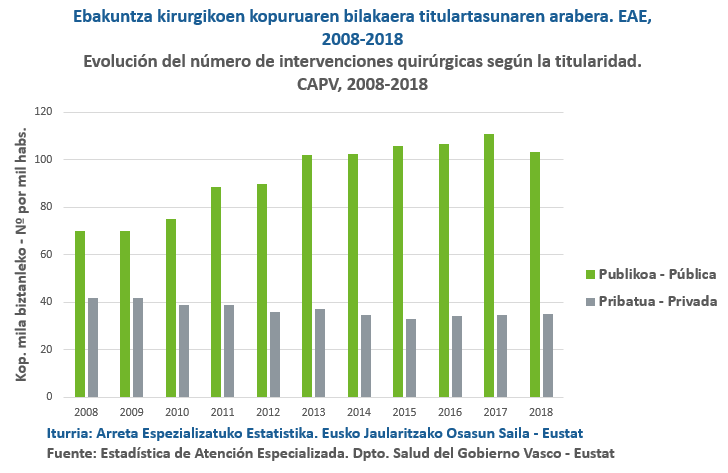 Ebakuntza kirurgikoen kopuruaren bilakaera titulartasunaren arabera. EAE,
2008-2018
Evolución del número de intervenciones quirúrgicas según la titularidad.
CAPV, 2008-2018
Kop. mila biztanleko - Nº por mil habs.
120
100
80
60
40
20
0
2008 2009 2010 2011 2012 2013 2014 2015 2016 2017 2018
Publikoa - Pública
Pribatua - Privada
Iturria: Arreta Espezializatuko Estatistika. Eusko Jaularitzako Osasun Saila - Eustat
Fuente: Estadística de Atención Especializada. Dpto. Salud del Gobierno Vasco - Eustat